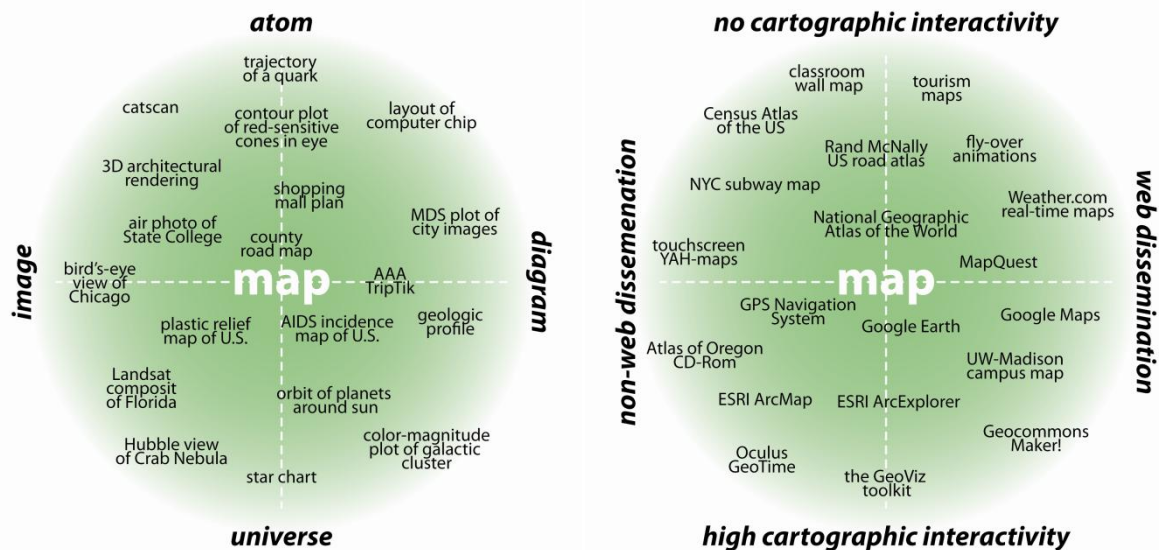 atom
trajectory
of a quark
catscan
contour plot
of red-sensitive
cones in eye
layout of
computer chip
3D architectural
rendering
shopping
mall plan
air photo of
State College
county
road map
MDS plot of
city images
image
bird's-eye
view of
Chicago
map
AAA
TripTik
diagram
plastic relief
map of U.S.
AIDS incidence
map of U.S.
geologic
profile
Landsat
composit
of Florida
orbit of planets
around sun
Hubble view
of Crab Nebula
color-magnitude
plot of galactic
cluster
star chart
universe
no cartographic interactivity
classroom
wall map
tourism
maps
Census Atlas
of the US
Rand McNally
US road atlas
fly-over
animations
NYC subway map
Weather.com
real-time maps
National Geographic
Atlas of the World
touchscreen
YAH-maps
MapQuest
non-web dissemenation
map
web dissemination
GPS Navigation
System
Google Earth
Google Maps
Atlas of Oregon
CD-Rom
UW-Madison
campus map
ESRI ArcMap
ESRI ArcExplorer
Geocommons
Maker!
Oculus
GeoTime
the GeoViz
toolkit
high cartographic interactivity